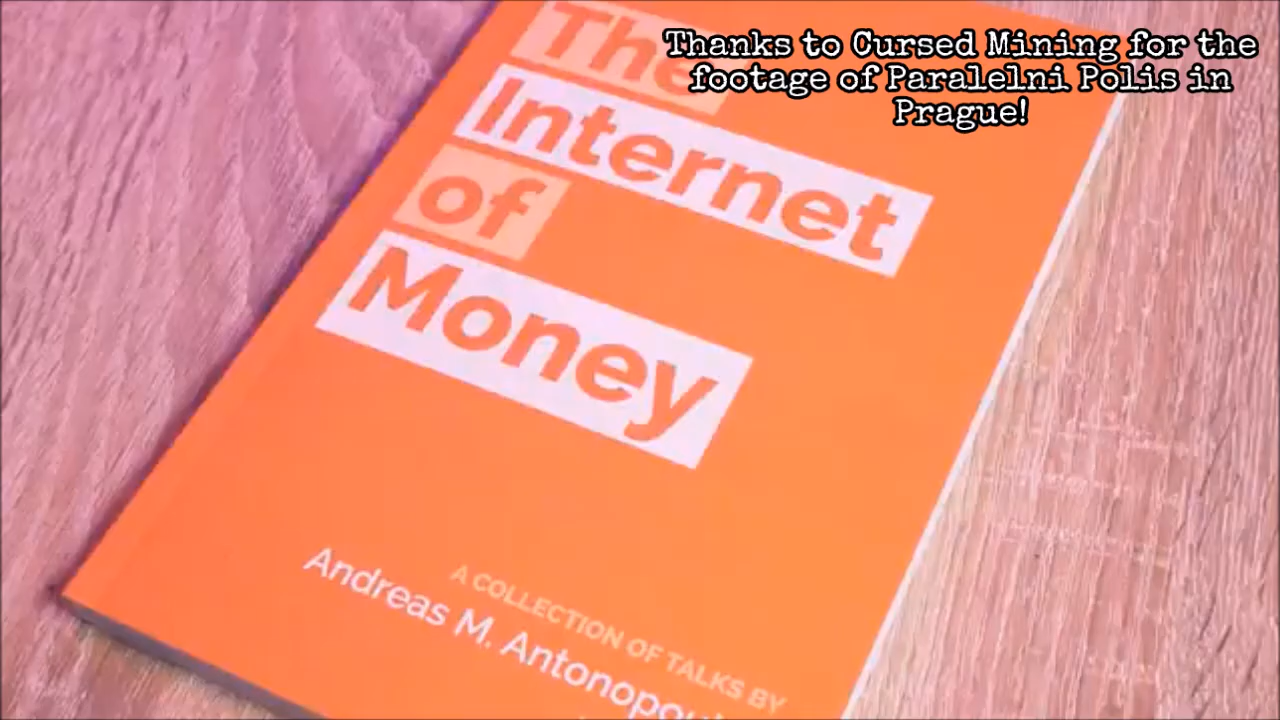 Thanks to Cursed Mining for the
footage of Paralelni Polis in
Prague!
The
Internet
of
Money
A COLLECTION OF TALKS BY
Andreas M.